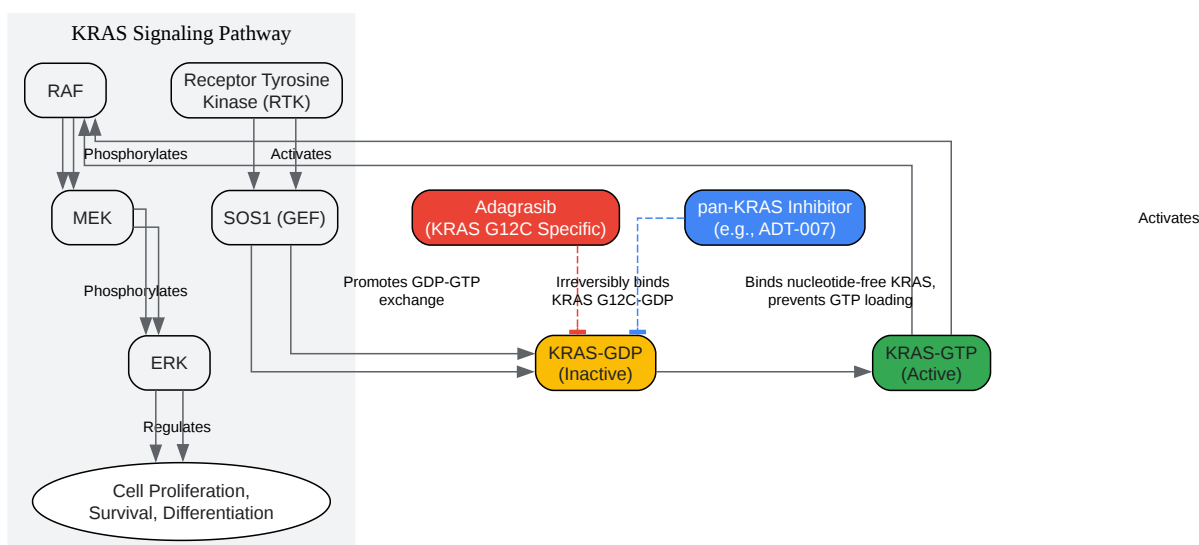 KRAS Signaling Pathway
RAF
Receptor Tyrosine
Kinase (RTK)
Phosphorylates
Activates
MEK
SOS1 (GEF)
Adagrasib
(KRAS G12C Specific)
pan-KRAS Inhibitor
(e.g., ADT-007)
Activates
Phosphorylates
Promotes GDP-GTP
exchange
Irreversibly binds
KRAS G12C-GDP
Binds nucleotide-free KRAS,
prevents GTP loading
ERK
KRAS-GDP
(Inactive)
KRAS-GTP
(Active)
Regulates
Cell Proliferation,
Survival, Differentiation